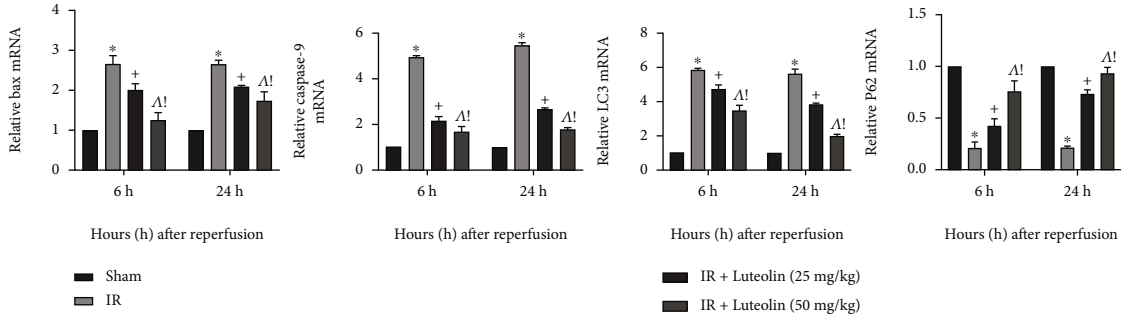 Relative bax mRNA
4
3
2
1
0
*
+
Λ!
*
+
Λ!
6 h
24 h
Hours (h) after reperfusion
Relative caspase-9
mRNA
6
4
2
0
*
+
Λ!
*
+
Λ!
6 h
24 h
Hours (h) after reperfusion
Relative LC3 mRNA
8
6
4
2
0
*
+
Λ!
*
+
Λ!
6 h
24 h
Hours (h) after reperfusion
Relative P62 mRNA
1.5
1.0
0.5
0.0
*
+
Λ!
*
+
Λ!
6 h
24 h
Hours (h) after reperfusion
Sham
IR
IR + Luteolin (25 mg/kg)
IR + Luteolin (50 mg/kg)